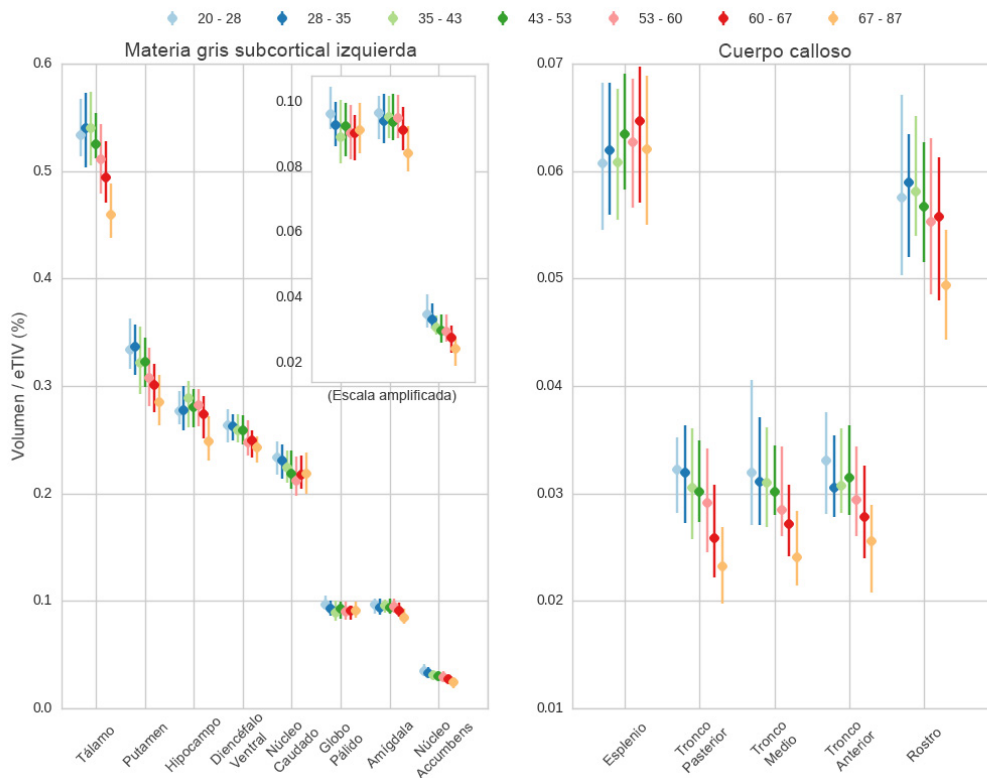 20 - 28 28 - 35 35 - 43 43 - 53 53 - 60 60 - 67 67 - 87
Materia gris subcortical izquierda
Cuerpo calloso
Volumen / eTIV (%)
0.6
0.5
0.4
0.3
0.2
0.1
0.0
0.10
0.08
0.06
0.04
0.02
(Escala amplificada)
Tálamo
Putamen
Hipocampo
Diencéfalo
Ventral
Núcleo
Caudado
Globo
Pálido
Amígdala
Núcleo
Accumbens
0.07
0.06
0.05
0.04
0.03
0.02
0.01
Esplenio
Tronco
Pasterior
Tronco
Medio
Tronco
Anterior
Rostro